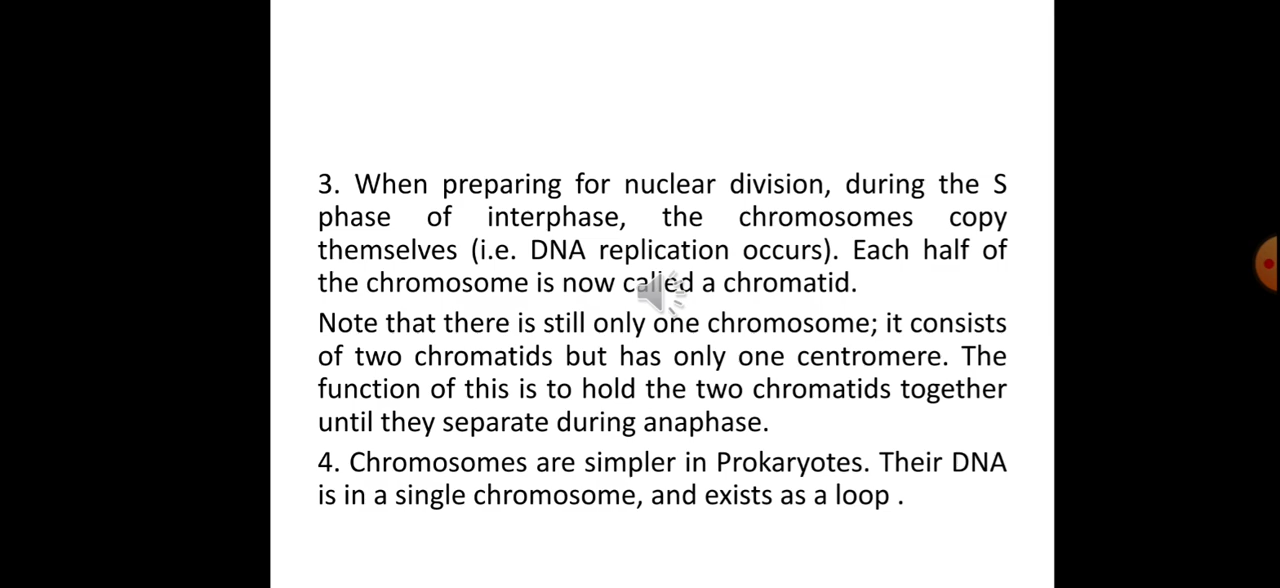 3. When preparing for nuclear division, during the S
phase of interphase, the chromosomes copy
themselves (i.e. DNA replication occurs). Each half of
the chromosome is now called a chromatid.
Note that there is still only one chromosome; it consists
of two chromatids but has only one centromere. The
function of this is to hold the two chromatids together
until they separate during anaphase.
4. Chromosomes are simpler in Prokaryotes. Their DNA
is in a single chromosome, and exists as a loop .